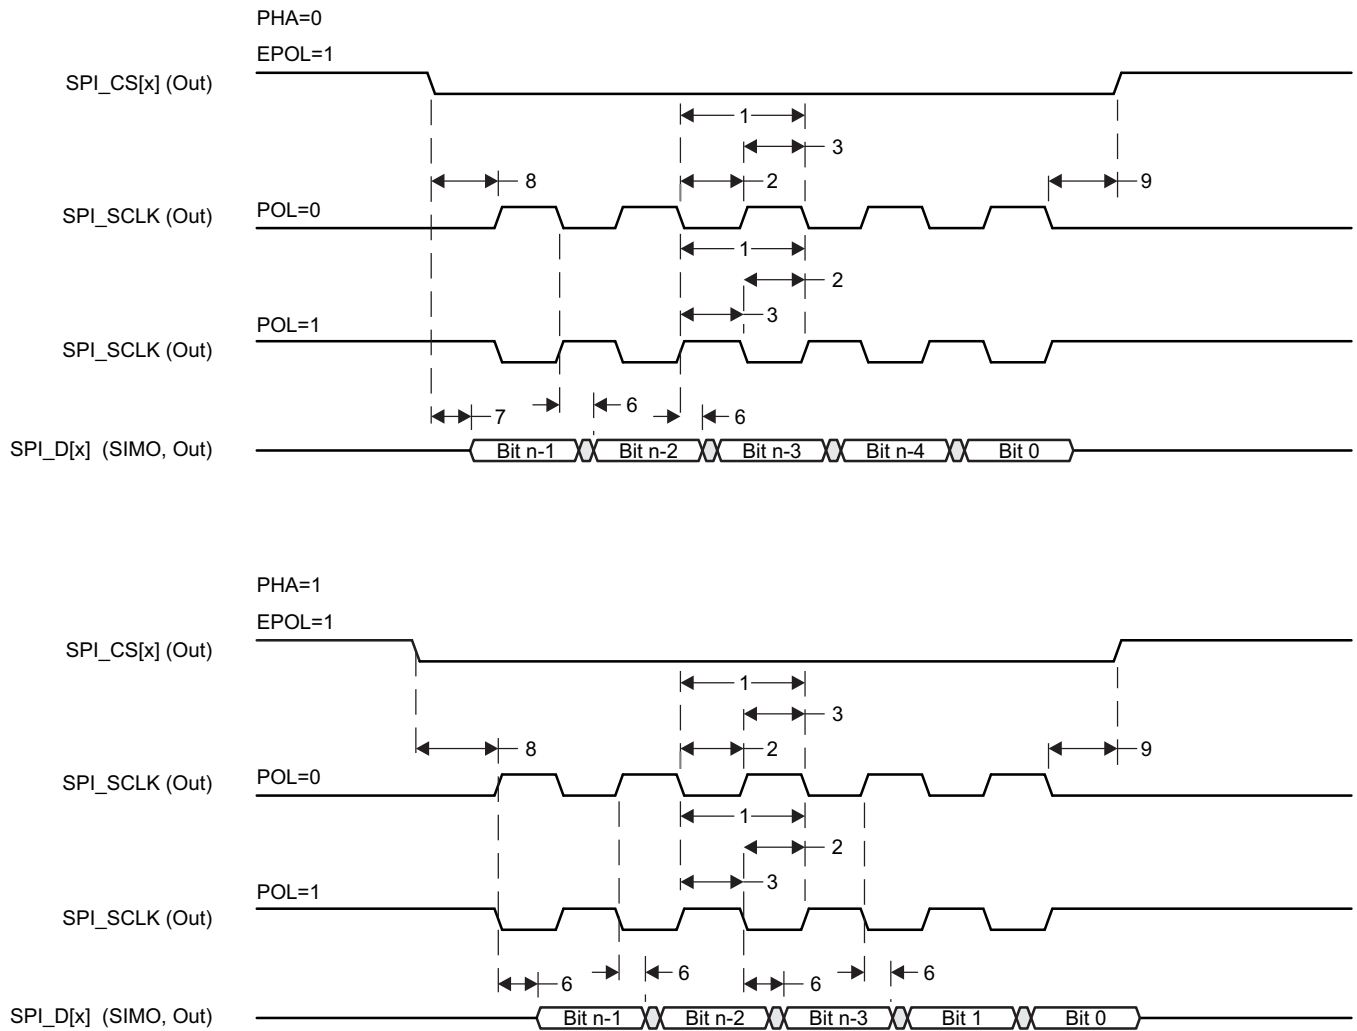 PHA=0
EPOL=1
SPI_CS[x] (Out)
1
3
8
2
9
POL=0
SPI_SCLK (Out)
1
2
3
POL=1
SPI_SCLK (Out)
7
6
6
SPI_D[x] (SIMO, Out)
Bit n-1
Bit n-2
Bit n-3
Bit n-4
Bit 0
PHA=1
EPOL=1
SPI_CS[x] (Out)
1
3
8
2
9
POL=0
SPI_SCLK (Out)
1
2
3
POL=1
SPI_SCLK (Out)
6
6
6
6
SPI_D[x] (SIMO, Out)
Bit n-1
Bit n-2
Bit n-3
Bit 1
Bit 0